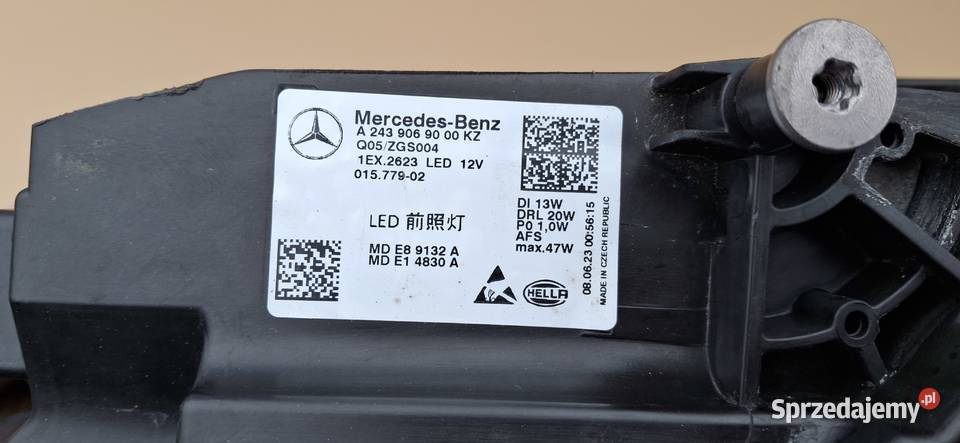 Mercedes-Benz
A 243 906 90 00 KZ
Q05/ZGS004
1EX.2623 LED 12V
015.779-02
LED 前照灯
MD E8 9132 A
MD E1 4830 A
DI 13W
DRL 20W
PO 1,0W
AFS
max.47W
HELLA
08.06.23 00:56:15
MADE IN CZECH REPUBLIC
Sprzedajemy.pl